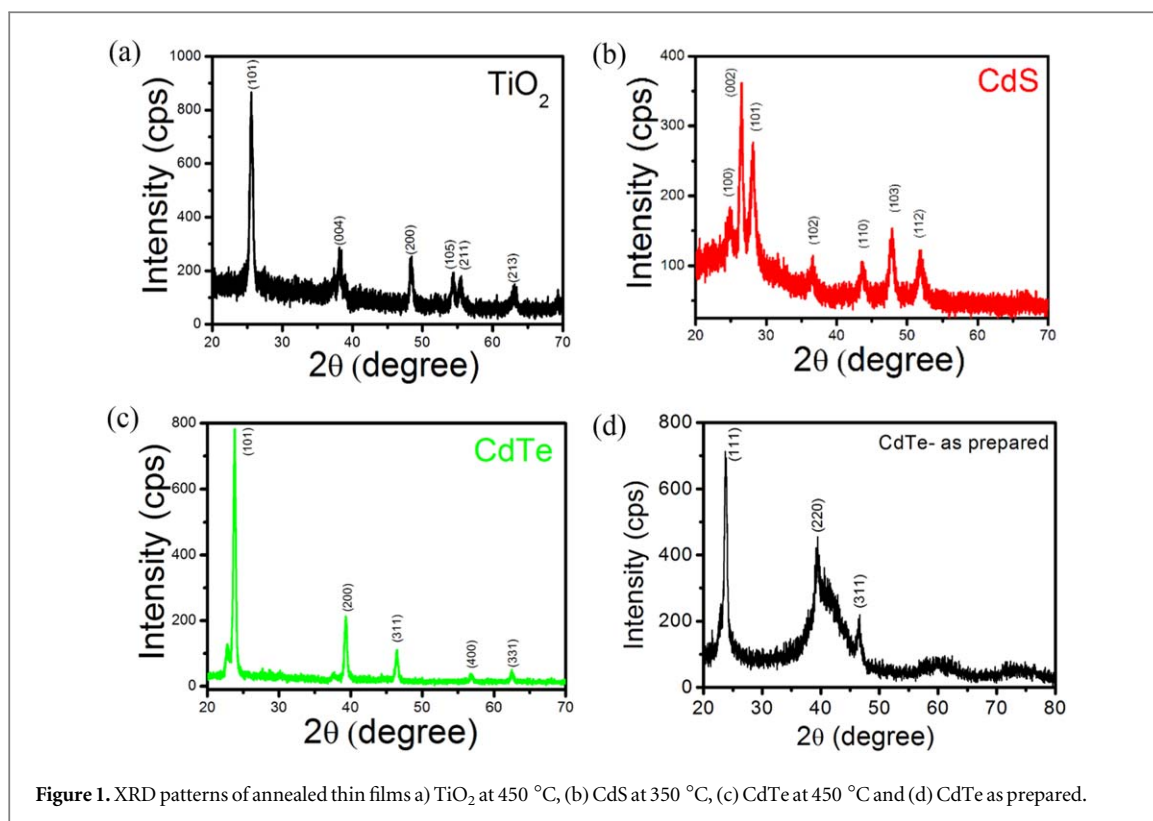 (a)
TiO₂
Intensity (cps)
1000
800
600
400
200
0
(101)
(004)
(200)
(105)
(211)
(213)
20 30 40 50 60 70
2θ (degree)
(b)
CdS
Intensity (cps)
400
300
200
100
(100)
(002)
(101)
(102)
(110)
(103)
(112)
20 30 40 50 60 70
2θ (degree)
(c)
CdTe
Intensity (cps)
800
600
400
200
0
(101)
(200)
(311)
(400)
(331)
20 30 40 50 60 70
2θ (degree)
(d)
CdTe- as prepared
Intensity (cps)
800
600
400
200
0
(111)
(220)
(311)
20 30 40 50 60 70 80
2θ (degree)
Figure 1. XRD patterns of annealed thin films a) TiO₂ at 450 °C, (b) CdS at 350 °C, (c) CdTe at 450 °C and (d) CdTe as prepared.